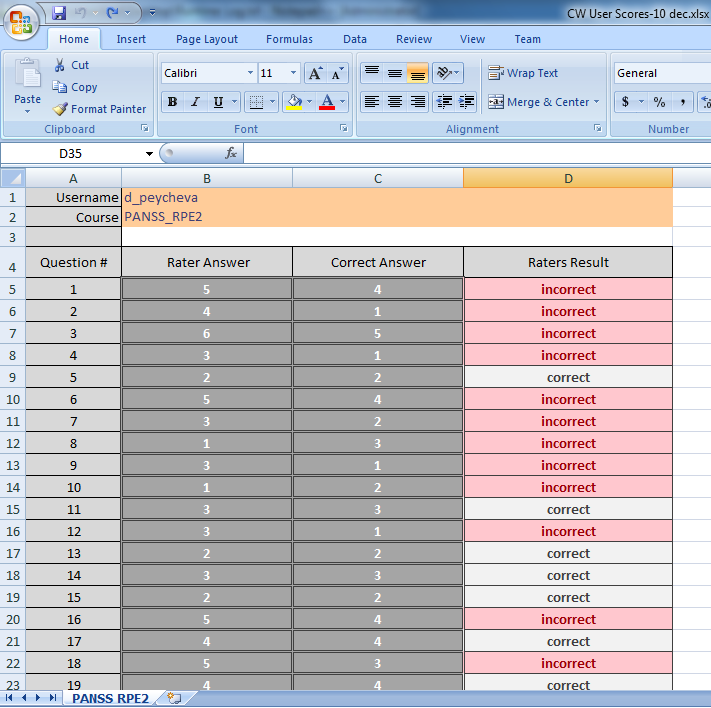 CW User Scores-10 dec.xlsx
Home Insert Page Layout Formulas Data Review View Team
Cut
Copy
Format Painter
Paste
Clipboard
Calibri 11
B I U
Font
Wrap Text
Merge & Center
Alignment
General
$ % ,
Number
D35 fx
A B C D
1 Username d_peycheva
2 Course PANSS_RPE2
3
4 Question # Rater Answer Correct Answer Raters Result
5 1 5 4 incorrect
6 2 4 1 incorrect
7 3 6 5 incorrect
8 4 3 1 incorrect
9 5 2 2 correct
10 6 5 4 incorrect
11 7 3 2 incorrect
12 8 1 3 incorrect
13 9 3 1 incorrect
14 10 1 2 incorrect
15 11 3 3 correct
16 12 3 1 incorrect
17 13 2 2 correct
18 14 3 3 correct
19 15 2 2 correct
20 16 5 4 incorrect
21 17 4 4 correct
22 18 5 3 incorrect
23 19 4 4 correct
PANSS RPE2